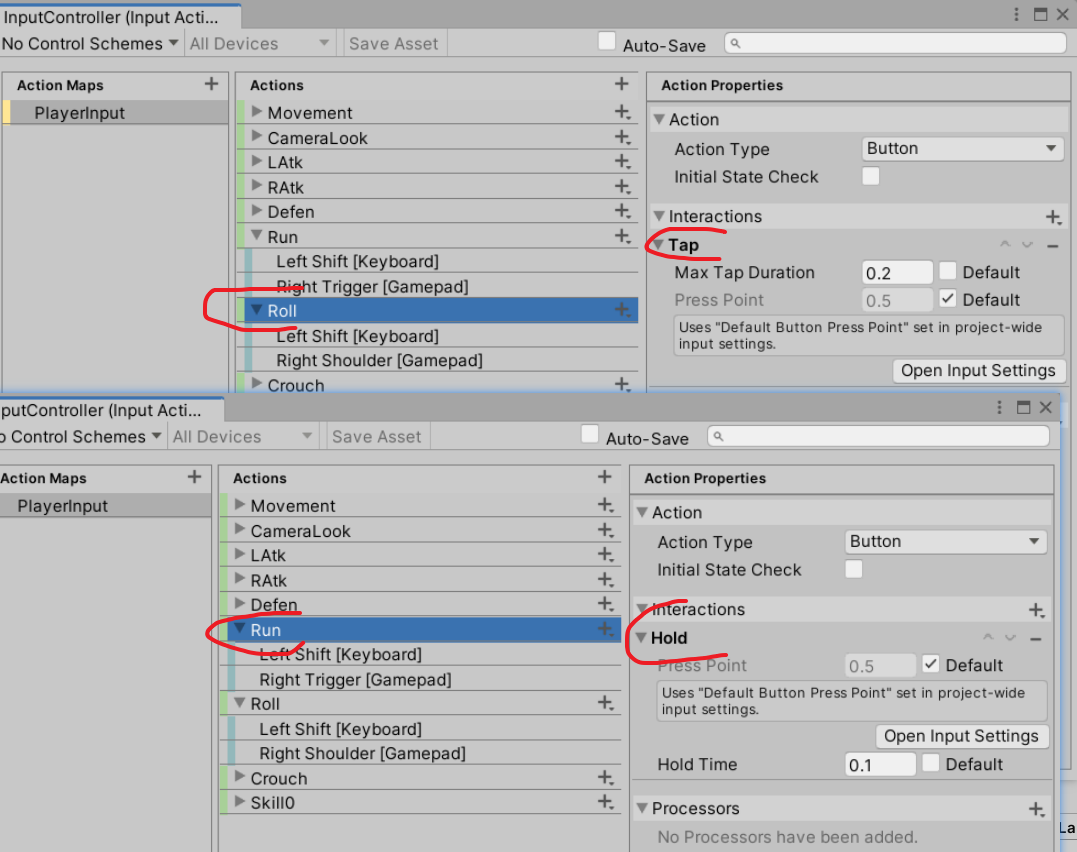 InputController (Input Acti...
No Control Schemes All Devices Save Asset Auto-Save
Action Maps
PlayerInput
Actions
Movement
CameraLook
LAtk
RAtk
Defen
Run
Left Shift [Keyboard]
Right Trigger [Gamepad]
Roll
Left Shift [Keyboard]
Right Shoulder [Gamepad]
Crouch
Action Properties
Action
Action Type Button
Initial State Check
Interactions
Tap
Max Tap Duration 0.2 Default
Press Point 0.5 Default
Uses "Default Button Press Point" set in project-wide
input settings.
Open Input Settings
putController (Input Acti...
o Control Schemes All Devices Save Asset Auto-Save
Action Maps
PlayerInput
Actions
Movement
CameraLook
LAtk
RAtk
Defen
Run
Left Shift [Keyboard]
Right Trigger [Gamepad]
Roll
Left Shift [Keyboard]
Right Shoulder [Gamepad]
Crouch
Skill0
Action Properties
Action
Action Type Button
Initial State Check
Interactions
Hold
Press Point 0.5 Default
Uses "Default Button Press Point" set in project-wide
input settings.
Open Input Settings
Hold Time 0.1 Default
Processors
No Processors have been added.
La